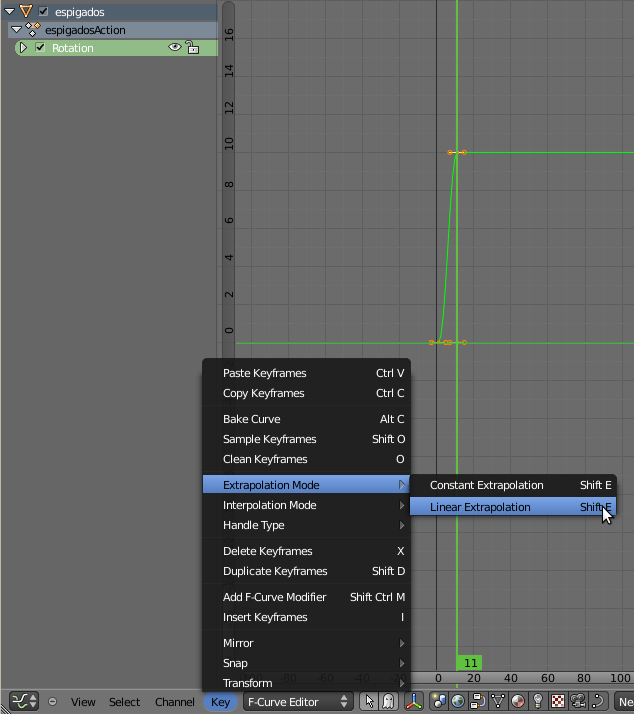 espigados
espigadosAction
Rotation
16
14
12
10
8
6
4
2
0
Paste Keyframes Ctrl V
Copy Keyframes Ctrl C
Bake Curve Alt C
Sample Keyframes Shift O
Clean Keyframes O
Extrapolation Mode
Constant Extrapolation Shift E
Interpolation Mode
Linear Extrapolation Shift E
Handle Type
Delete Keyframes X
Duplicate Keyframes Shift D
Add F-Curve Modifier Shift Ctrl M
Insert Keyframes I
Mirror
Snap
11
Transform
0 20 40 60 80 100
View Select Channel Key F-Curve Editor Ne